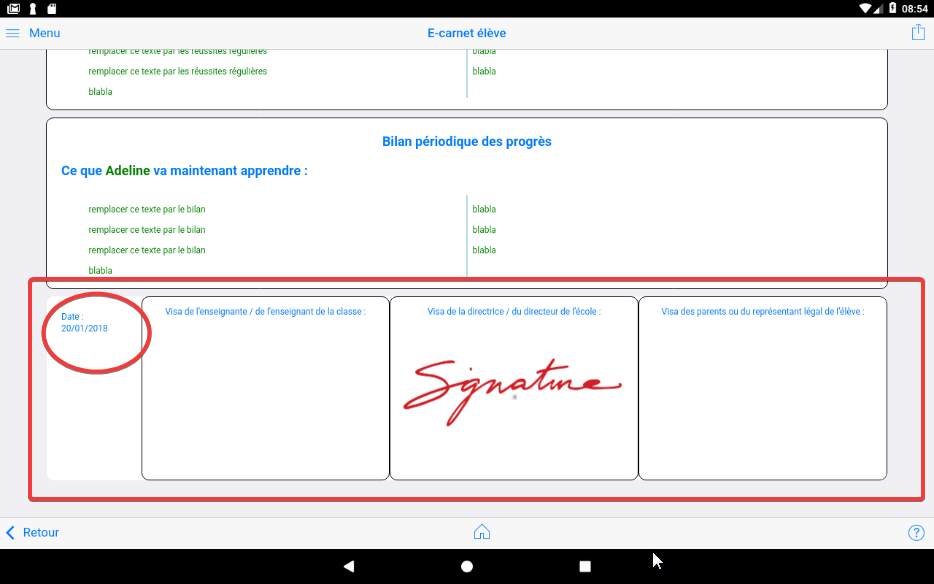 08:54
Menu
E-carnet élève
remplacer ce texte par les réussites régulières
blabla
remplacer ce texte par les réussites régulières
blabla
blabla
Bilan périodique des progrès
Ce que Adeline va maintenant apprendre :
remplacer ce texte par le bilan
blabla
remplacer ce texte par le bilan
blabla
remplacer ce texte par le bilan
blabla
blabla
Date :
20/01/2018
Visa de l'enseignante / de l'enseignant de la classe :
Visa de la directrice / du directeur de l'école :
Signature
Visa des parents ou du représentant légal de l'élève :
Retour
?